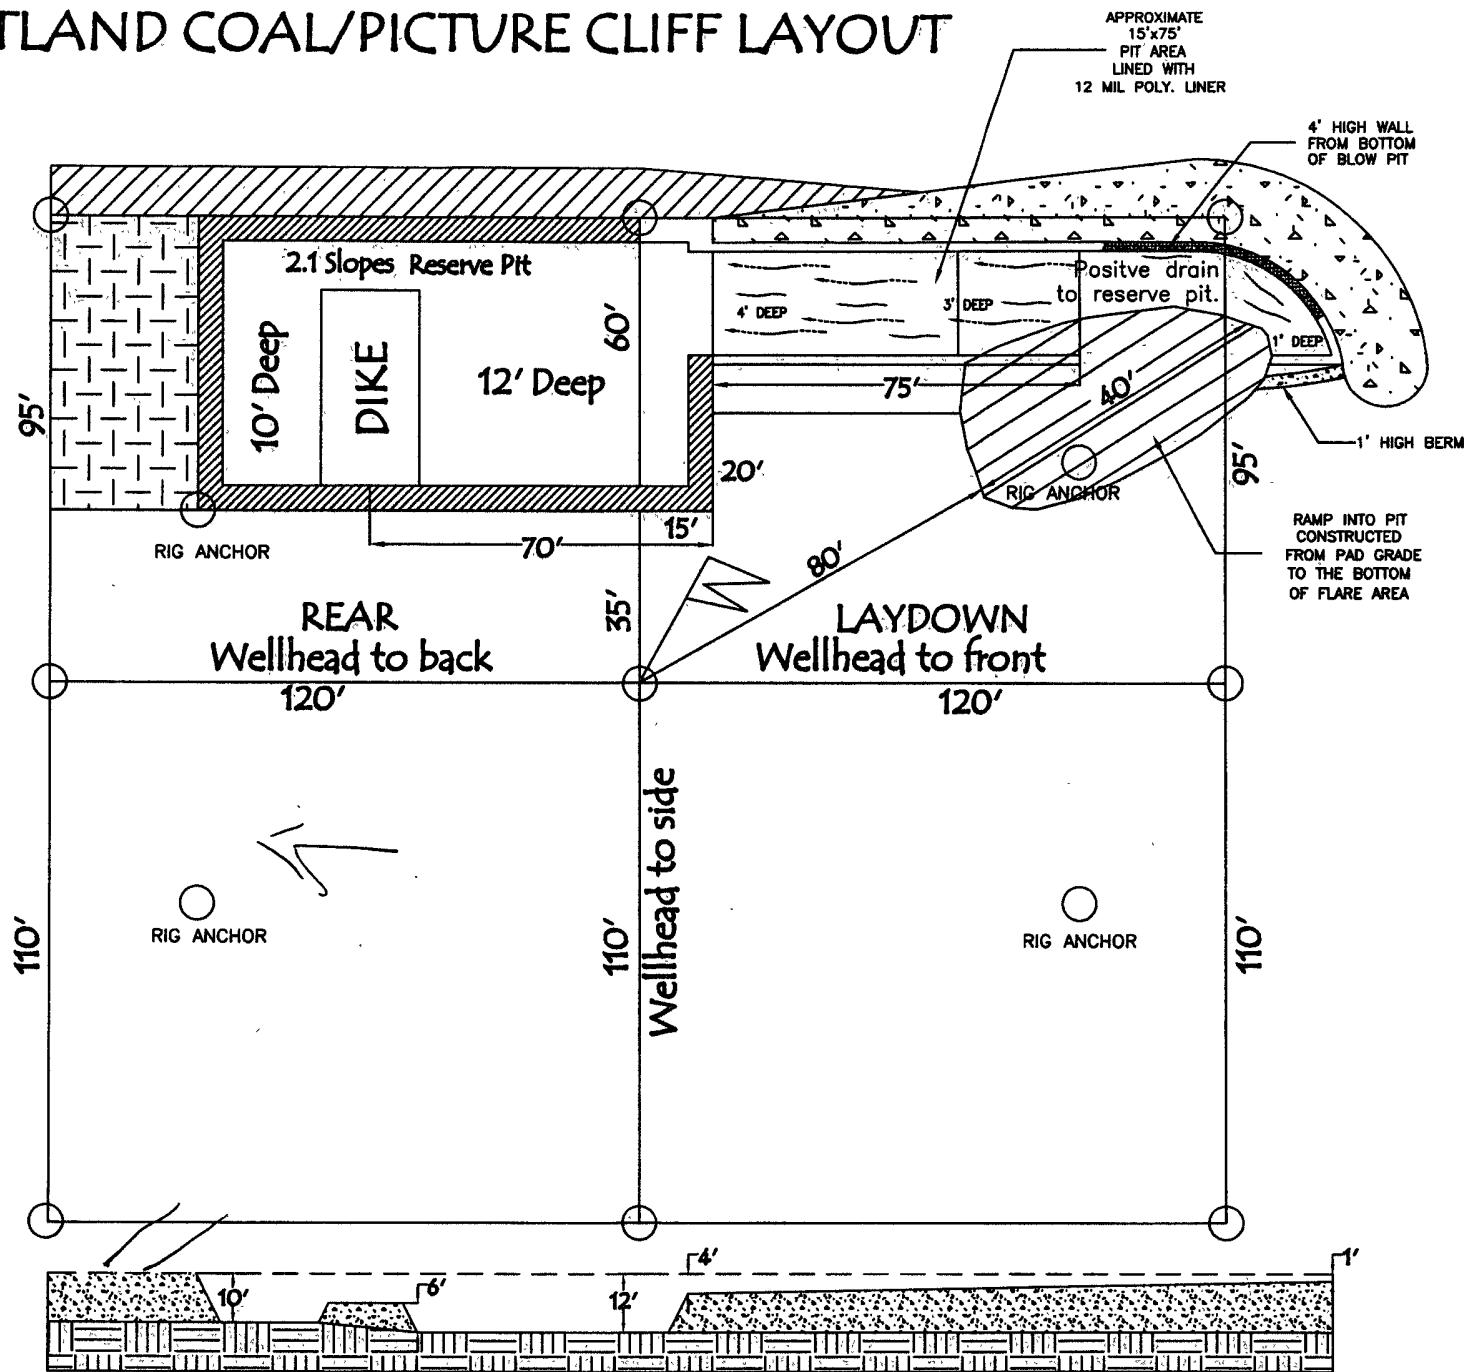 TLAND COAL/PICTURE CLIFF LAYOUT
APPROXIMATE
15'x75'
PIT AREA
LINED WITH
12 MIL POLY. LINER
4' HIGH WALL
FROM BOTTOM
OF BLOW PIT
2.1 Slopes Reserve Pit
Positve drain
to reserve pit.
4' DEEP
3' DEEP
1' DEEP
60'
10' Deep
DIKE
12' Deep
75'
40'
95'
1' HIGH BERM
95'
20'
RIG ANCHOR
15'
70'
RIG ANCHOR
RAMP INTO PIT
CONSTRUCTED
FROM PAD GRADE
TO THE BOTTOM
OF FLARE AREA
80'
35'
REAR
Wellhead to back
120'
LAYDOWN
Wellhead to front
120'
Wellhead to side
110'
RIG ANCHOR
110'
RIG ANCHOR
110'
4'
1'
10'
6'
12'